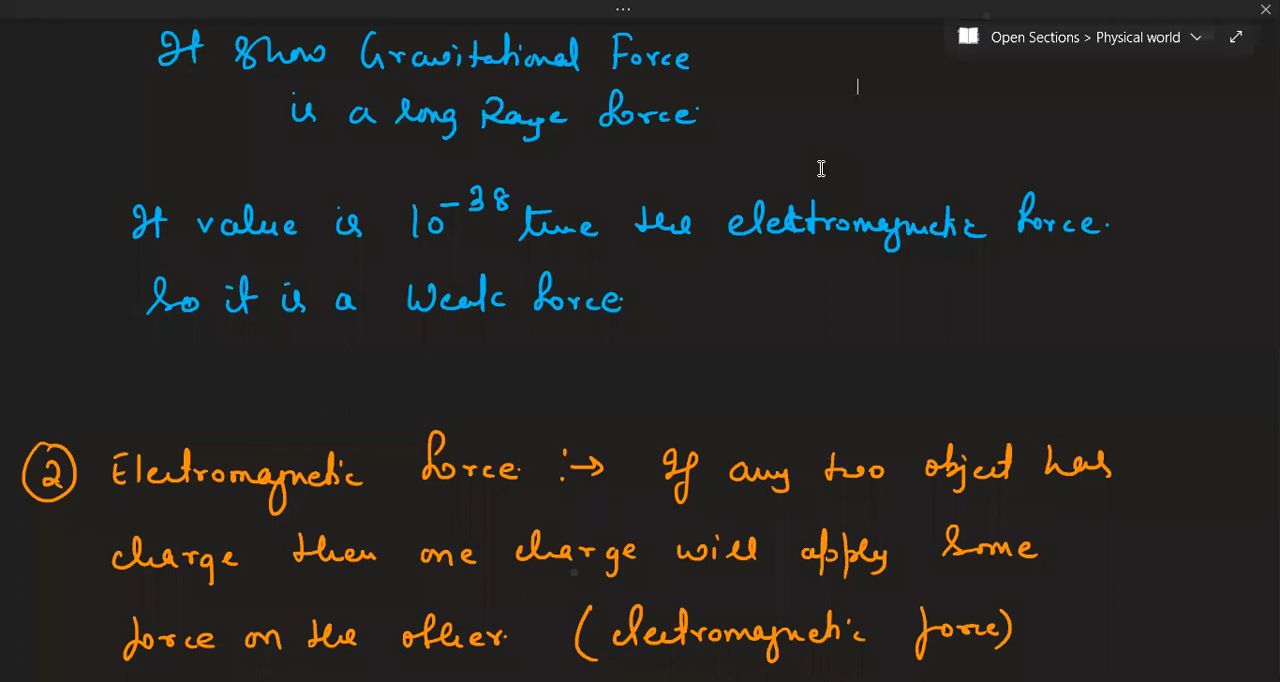 Open Sections > Physical world
It show Gravitational Force
is a long Range force.
It value is 10⁻³⁸ time the elektromagnetic force.
So it is a Weak force.
② Electromagnetic force :→ If any two object has
charge then one charge will apply some
force on the other. (electromagnetic force)